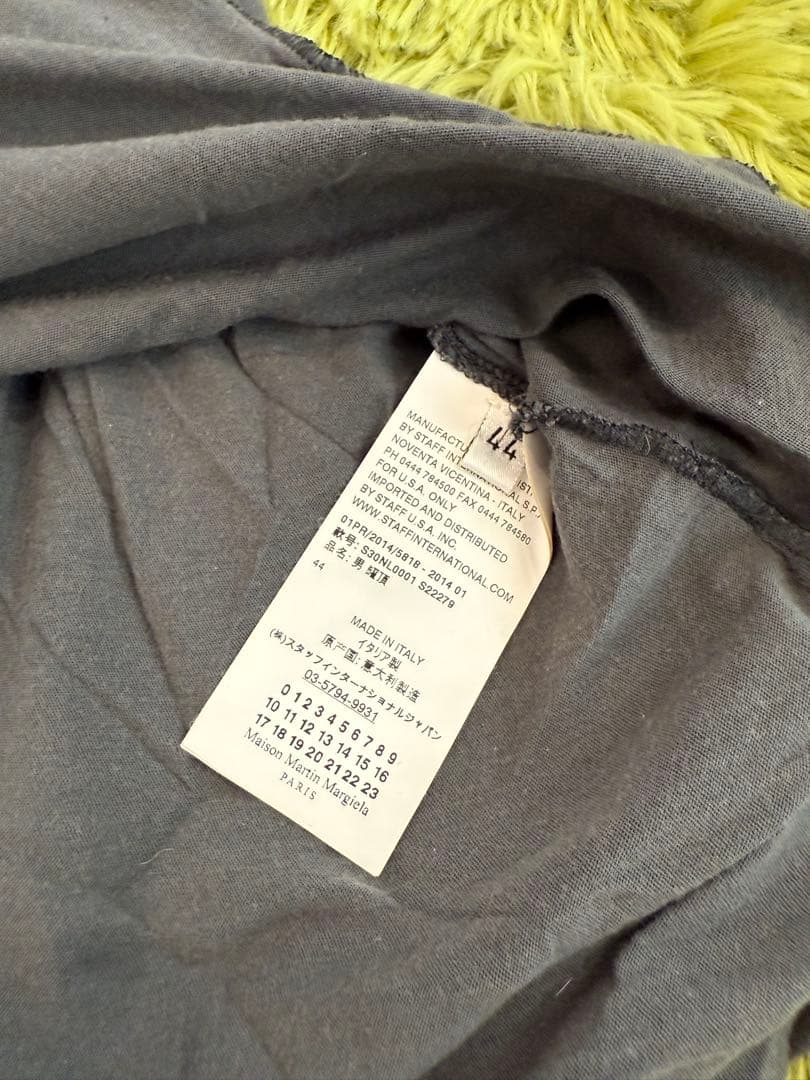 44
MANUFACTU
BY STAFF INT NAL S.P.
NOVENTA VICENTINA - ITALY
PH 0444 784500 FAX 0444 784580
FOR U.S.A. ONLY
IMPORTED AND DISTRIBUTED
BY STAFF U.S.A. INC.
WWW.STAFFINTERNATIONAL.COM
01PR/2014/5818 - 2014 01
款号: S30NL0001 S22279
品名: 男 頂
44
MADE IN ITALY
イタリア製
原产国: 意大利製造
(株)スタッフインターナショナルジャパン
03-5794-9931
0 1 2 3 4 5 6 7 8 9
10 11 12 13 14 15 16
17 18 19 20 21 22 23
Maison Martin Margiela
PARIS